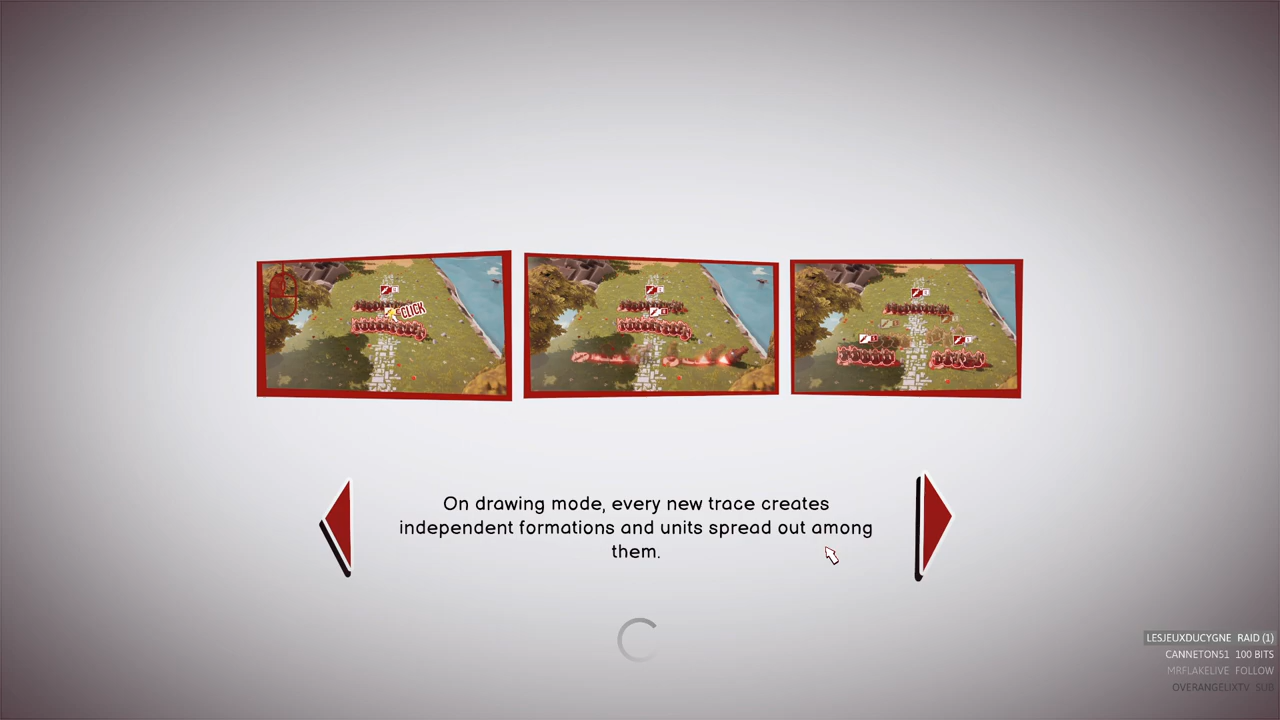 CLICK
On drawing mode, every new trace creates
independent formations and units spread out among
them.
LESJEUXDUCYGNE RAID (1)
CANNETON51 100 BITS
MRFLAKELIVE FOLLOW
OVERANGELIXTV SUB